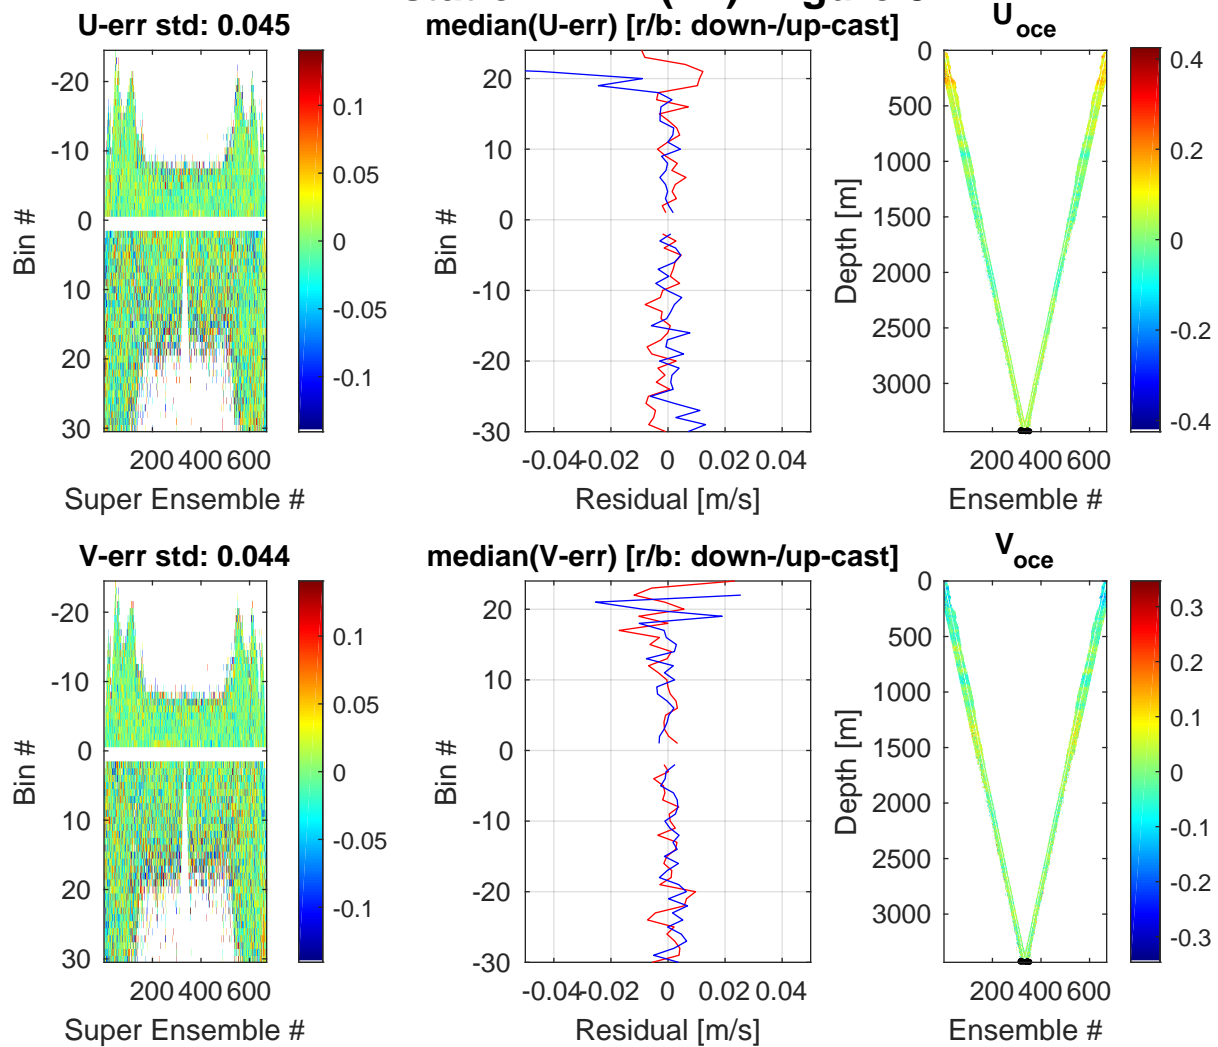 U-err std: 0.045
median(U-err) [r/b: down-/up-cast]
U_oce
-20
-10
0
10
20
30
Bin #
200 400 600
Super Ensemble #
0.1
0.05
0
-0.05
-0.1
20
10
0
-10
-20
-30
Bin #
-0.04 -0.02 0 0.02 0.04
Residual [m/s]
0
500
1000
1500
2000
2500
3000
Depth [m]
200 400 600
Ensemble #
0.4
0.2
0
-0.2
-0.4
V-err std: 0.044
median(V-err) [r/b: down-/up-cast]
V_oce
-20
-10
0
10
20
30
Bin #
200 400 600
Super Ensemble #
0.1
0.05
0
-0.05
-0.1
20
10
0
-10
-20
-30
Bin #
-0.04 -0.02 0 0.02 0.04
Residual [m/s]
0
500
1000
1500
2000
2500
3000
Depth [m]
200 400 600
Ensemble #
0.3
0.2
0.1
0
-0.1
-0.2
-0.3